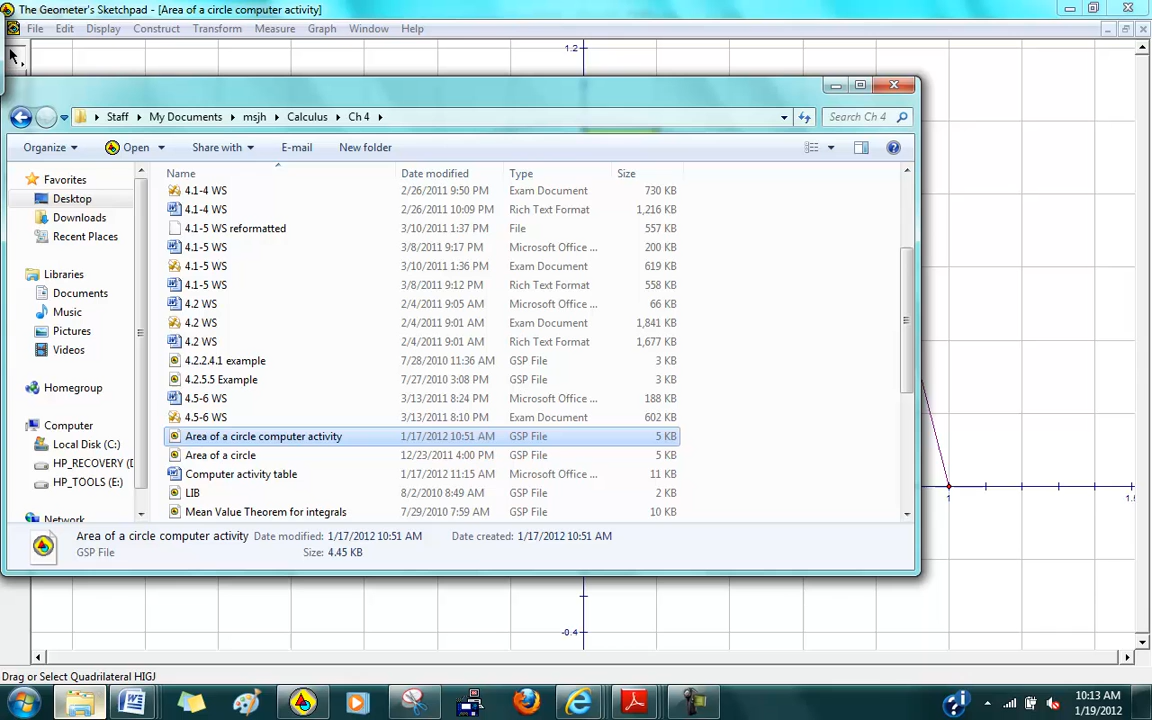 The Geometer's Sketchpad - [Area of a circle computer activity]
File Edit Display Construct Transform Measure Graph Window Help
1.2
Staff My Documents msjh Calculus Ch 4 Search Ch 4
Organize Open Share with E-mail New folder
Name Date modified Type Size
Favorites
Desktop
Downloads
Recent Places
Libraries
Documents
Music
Pictures
Videos
Homegroup
Computer
Local Disk (C:)
HP_RECOVERY (D
HP_TOOLS (E:)
Network
4.1-4 WS 2/26/2011 9:50 PM Exam Document 730 KB
4.1-4 WS 2/26/2011 10:09 PM Rich Text Format 1,216 KB
4.1-5 WS reformatted 3/10/2011 1:37 PM File 557 KB
4.1-5 WS 3/8/2011 9:17 PM Microsoft Office ... 200 KB
4.1-5 WS 3/10/2011 1:36 PM Exam Document 619 KB
4.1-5 WS 3/8/2011 9:12 PM Rich Text Format 558 KB
4.2 WS 2/4/2011 9:05 AM Microsoft Office ... 66 KB
4.2 WS 2/4/2011 9:01 AM Exam Document 1,841 KB
4.2 WS 2/4/2011 9:01 AM Rich Text Format 1,677 KB
4.2.2.4.1 example 7/28/2010 11:36 AM GSP File 3 KB
4.2.5.5 Example 7/27/2010 3:08 PM GSP File 3 KB
4.5-6 WS 3/13/2011 8:24 PM Microsoft Office ... 188 KB
4.5-6 WS 3/13/2011 8:10 PM Exam Document 602 KB
Area of a circle computer activity 1/17/2012 10:51 AM GSP File 5 KB
Area of a circle 12/23/2011 4:00 PM GSP File 5 KB
Computer activity table 1/17/2012 11:15 AM Microsoft Office ... 11 KB
LIB 8/2/2010 8:49 AM GSP File 2 KB
Mean Value Theorem for integrals 7/29/2010 7:59 AM GSP File 10 KB
1
Area of a circle computer activity Date modified: 1/17/2012 10:51 AM Date created: 1/17/2012 10:51 AM
GSP File Size: 4.45 KB
-0.4
Drag or Select Quadrilateral HIGJ
10:13 AM
1/19/2012